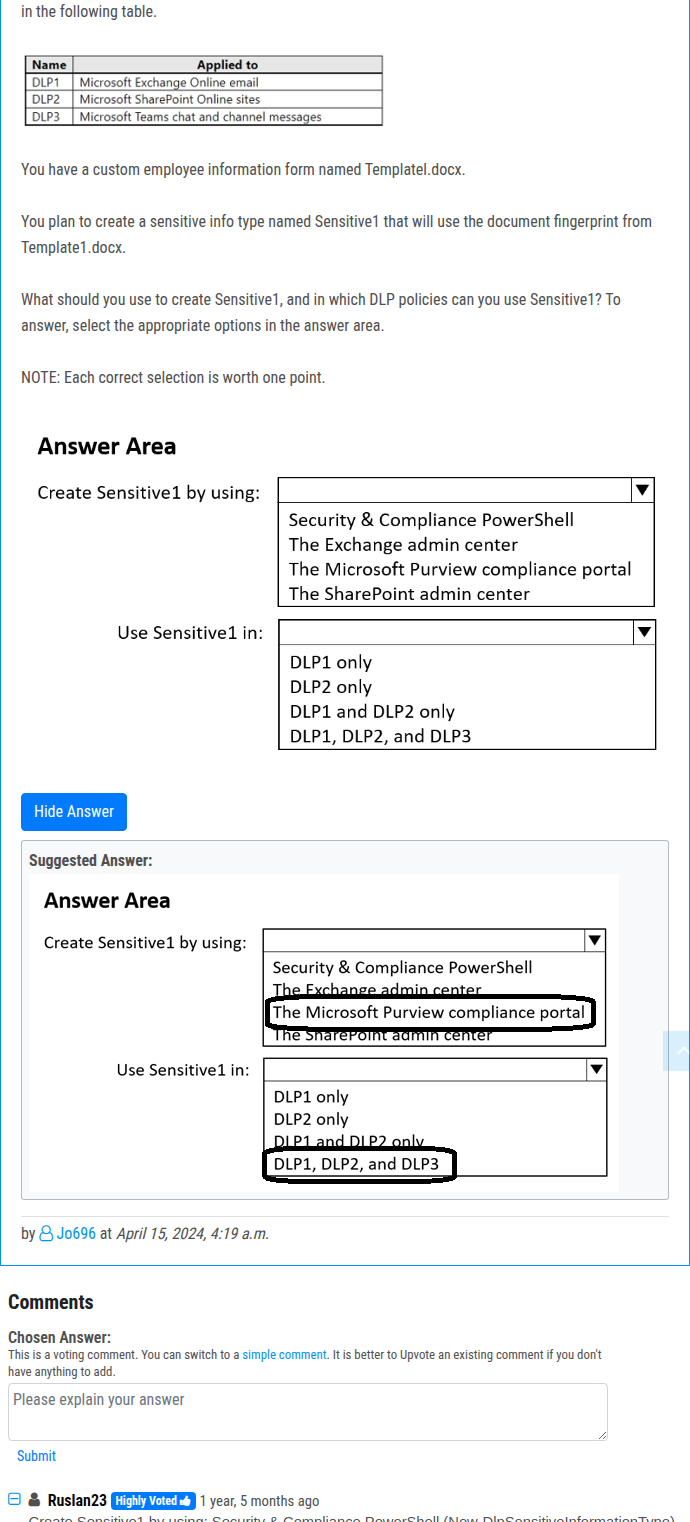 in the following table.
Name Applied to
DLP1 Microsoft Exchange Online email
DLP2 Microsoft SharePoint Online sites
DLP3 Microsoft Teams chat and channel messages
You have a custom employee information form named Templatel.docx.
You plan to create a sensitive info type named Sensitive1 that will use the document fingerprint from
Template1.docx.
What should you use to create Sensitive1, and in which DLP policies can you use Sensitive1? To
answer, select the appropriate options in the answer area.
NOTE: Each correct selection is worth one point.
Answer Area
Create Sensitive1 by using:
Security & Compliance PowerShell
The Exchange admin center
The Microsoft Purview compliance portal
The SharePoint admin center
Use Sensitive1 in:
DLP1 only
DLP2 only
DLP1 and DLP2 only
DLP1, DLP2, and DLP3
Hide Answer
Suggested Answer:
Answer Area
Create Sensitive1 by using:
Security & Compliance PowerShell
The Exchange admin center
The Microsoft Purview compliance portal
The SharePoint admin center
Use Sensitive1 in:
DLP1 only
DLP2 only
DLP1 and DLP2 only
DLP1, DLP2, and DLP3
by Jo696 at April 15, 2024, 4:19 a.m.
Comments
Chosen Answer:
This is a voting comment. You can switch to a simple comment. It is better to Upvote an existing comment if you don't
have anything to add.
Please explain your answer
Submit
Ruslan23 Highly Voted 1 year, 5 months ago
Create Sensitive1 by using: Security & Compliance PowerShell (New-DlpSensitiveInformationType)